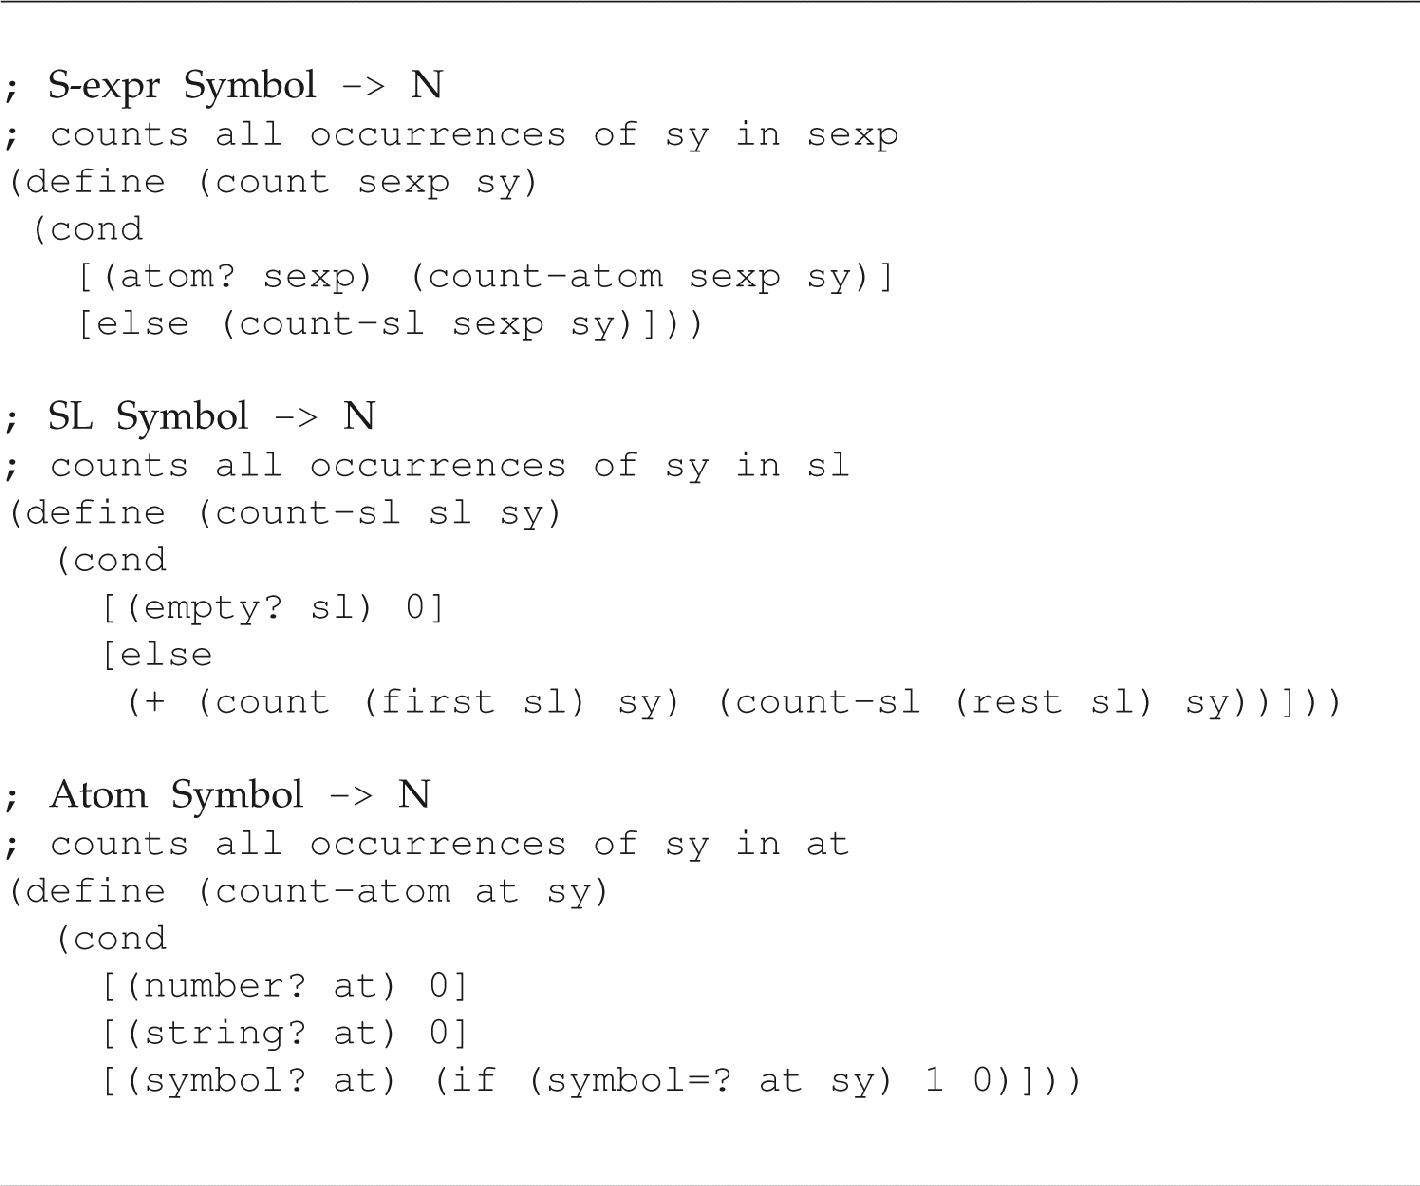 ; S-expr Symbol -> N
; counts all occurrences of sy in sexp
(define (count sexp sy)
 (cond
   [(atom? sexp) (count-atom sexp sy)]
   [else (count-sl sexp sy)]))

; SL Symbol -> N
; counts all occurrences of sy in sl
(define (count-sl sl sy)
  (cond
    [(empty? sl) 0]
    [else
     (+ (count (first sl) sy) (count-sl (rest sl) sy))]))

; Atom Symbol -> N
; counts all occurrences of sy in at
(define (count-atom at sy)
  (cond
    [(number? at) 0]
    [(string? at) 0]
    [(symbol? at) (if (symbol=? at sy) 1 0)]))